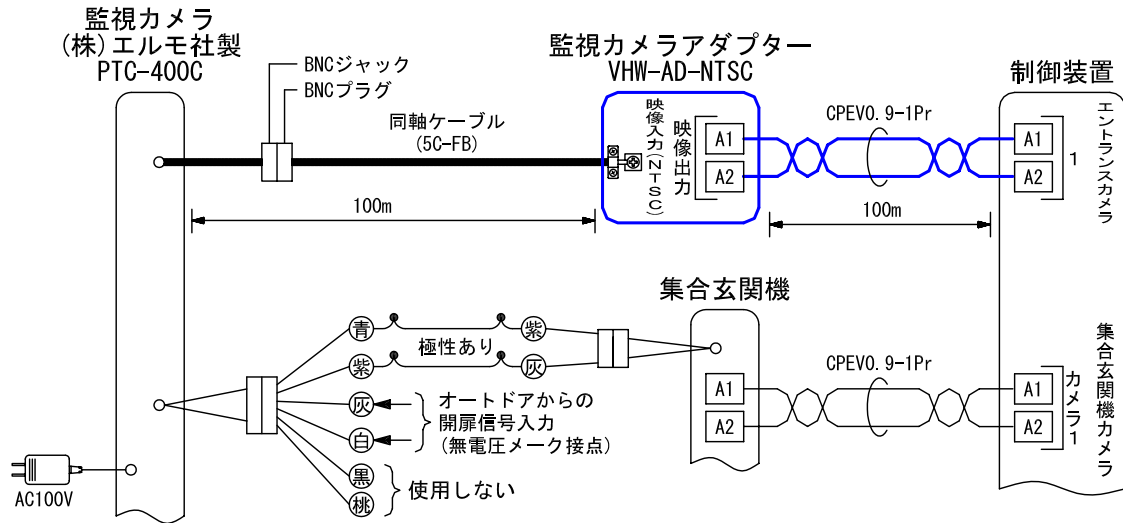 監視カメラ
(株)エルモ社製
PTC-400C
BNCジャック
BNCプラグ
同軸ケーブル
(5C-FB)
100m
監視カメラアダプター
VHW-AD-NTSC
映像入力(NTSC)
映像出力
A1
A2
CPEV0.9-1Pr
100m
制御装置
A1
A2
1
エントランスカメラ
集合玄関機
青
紫
極性あり
紫
灰
灰
白
オートドアからの
開扉信号入力
(無電圧メーク接点)
黒
桃
使用しない
AC100V
A1
A2
CPEV0.9-1Pr
A1
A2
カメラ1
集合玄関機カメラ